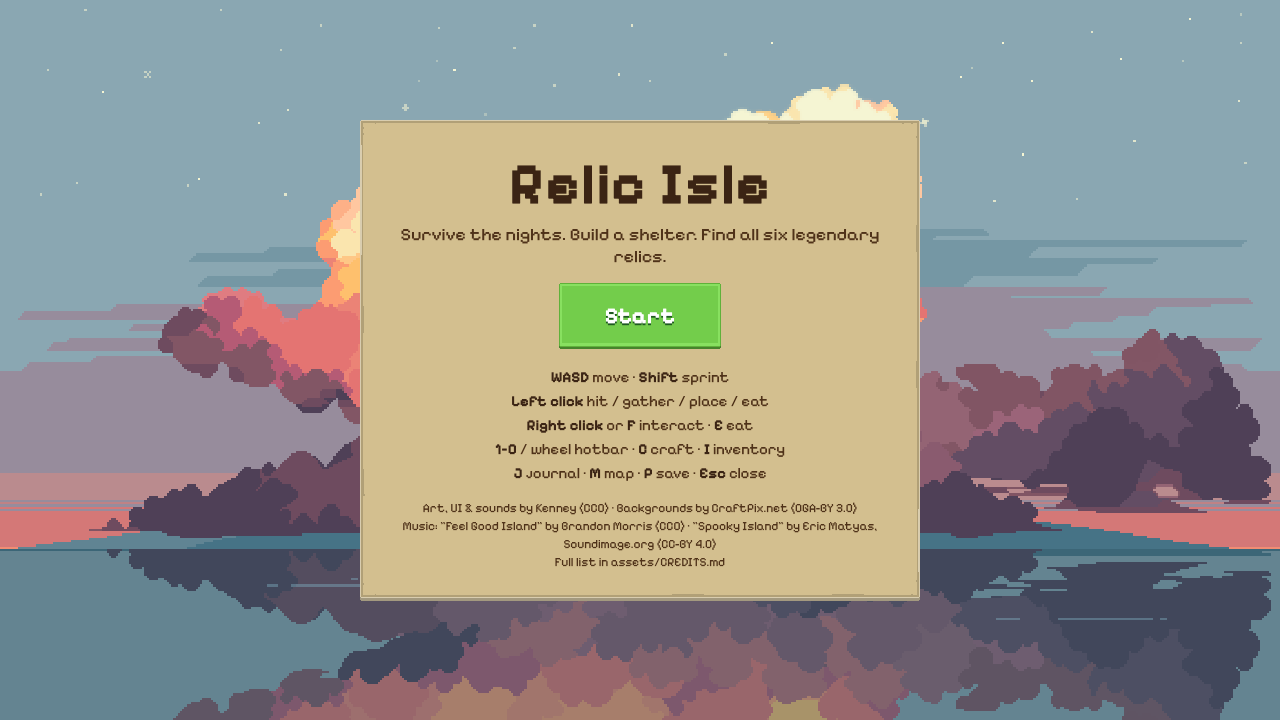 Relic Isle
Survive the nights. Build a shelter. Find all six legendary
relics.
Start
WASD move · Shift sprint
Left click hit / gather / place / eat
Right click or F interact · E eat
1-0 / wheel hotbar · C craft · I inventory
J Journal · M map · P save · Esc close
Art, UI & sounds by Kenney (CC0) · Backgrounds by CraftPix.net (OGA-BY 3.0)
Music: "Feel Good Island" by Brandon Morris (CC0) · "Spooky Island" by Eric Matyas,
Soundimage.org (CC-BY 4.0)
Full list in assets/CREDITS.md